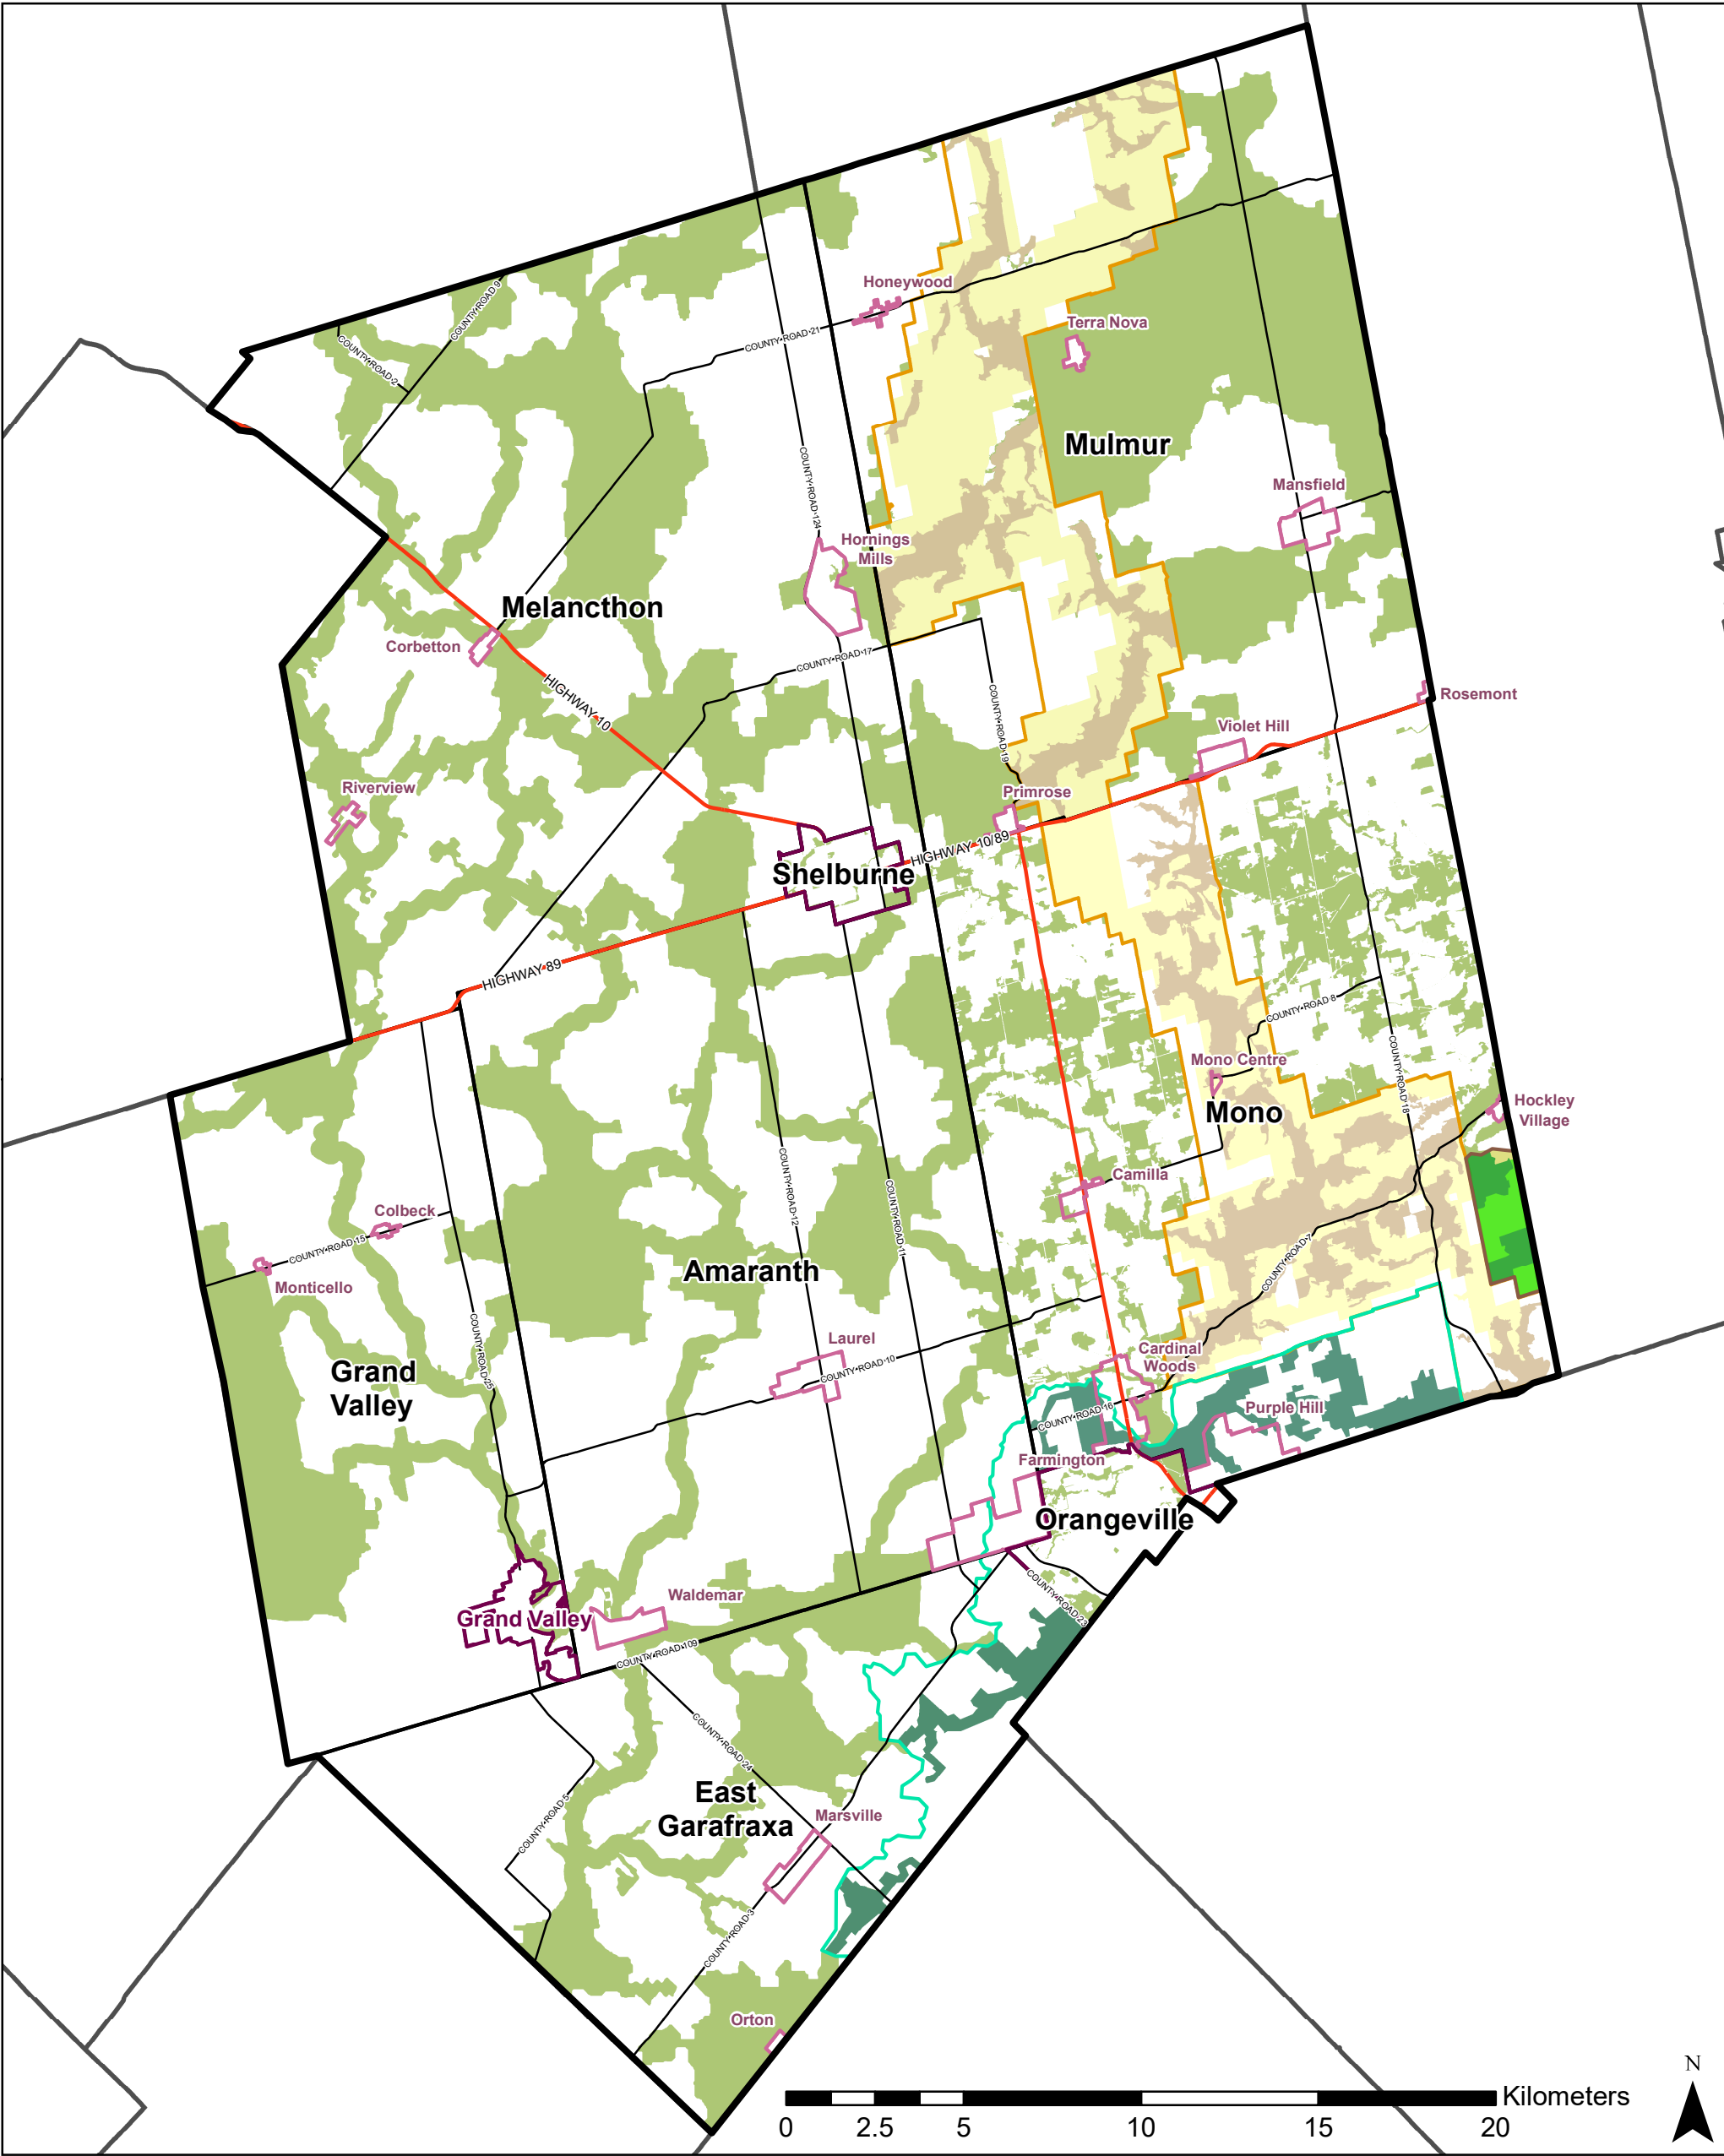 COUNTY ROAD 9
Honeywood
Terra Nova
COUNTY ROAD 21
COUNTY ROAD 2
Mulmur
COUNTY ROAD 124
Mansfield
Hornings
Mills
Melancthon
Corbetton
COUNTY ROAD 17
HIGHWAY 10
Rosemont
COUNTY ROAD 19
Violet Hill
Riverview
Primrose
HIGHWAY 10/89
Shelburne
HIGHWAY 89
COUNTY ROAD 8
Mono Centre
COUNTY ROAD 18
Mono
Hockley
Village
Camilla
COUNTY ROAD 12
COUNTY ROAD 11
Colbeck
COUNTY ROAD 15
Monticello
Amaranth
COUNTY ROAD 7
Laurel
COUNTY ROAD 25
COUNTY ROAD 10
Cardinal
Woods
Grand
Valley
COUNTY ROAD 16
Purple Hill
Farmington
Orangeville
COUNTY ROAD 23
Waldemar
Grand Valley
COUNTY ROAD 109
COUNTY ROAD 24
East
Garafraxa
Marsville
COUNTY ROAD 5
COUNTY ROAD 3
Orton
N
Kilometers
0 2.5 5 10 15 20